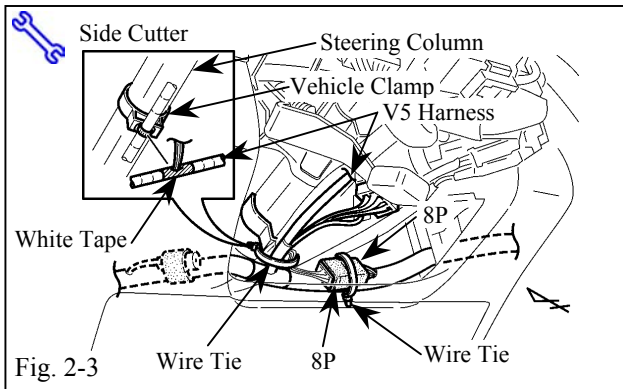 Side Cutter
Steering Column
Vehicle Clamp
V5 Harness
8P
White Tape
Wire Tie
8P
Wire Tie
Fig. 2-3